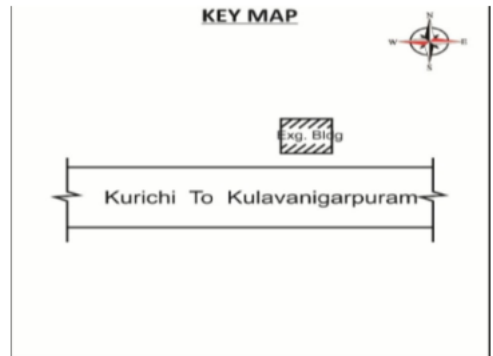 KEY MAP
N
W E
S
Exg. Bldg
Kurichi To Kulavanigarpuram